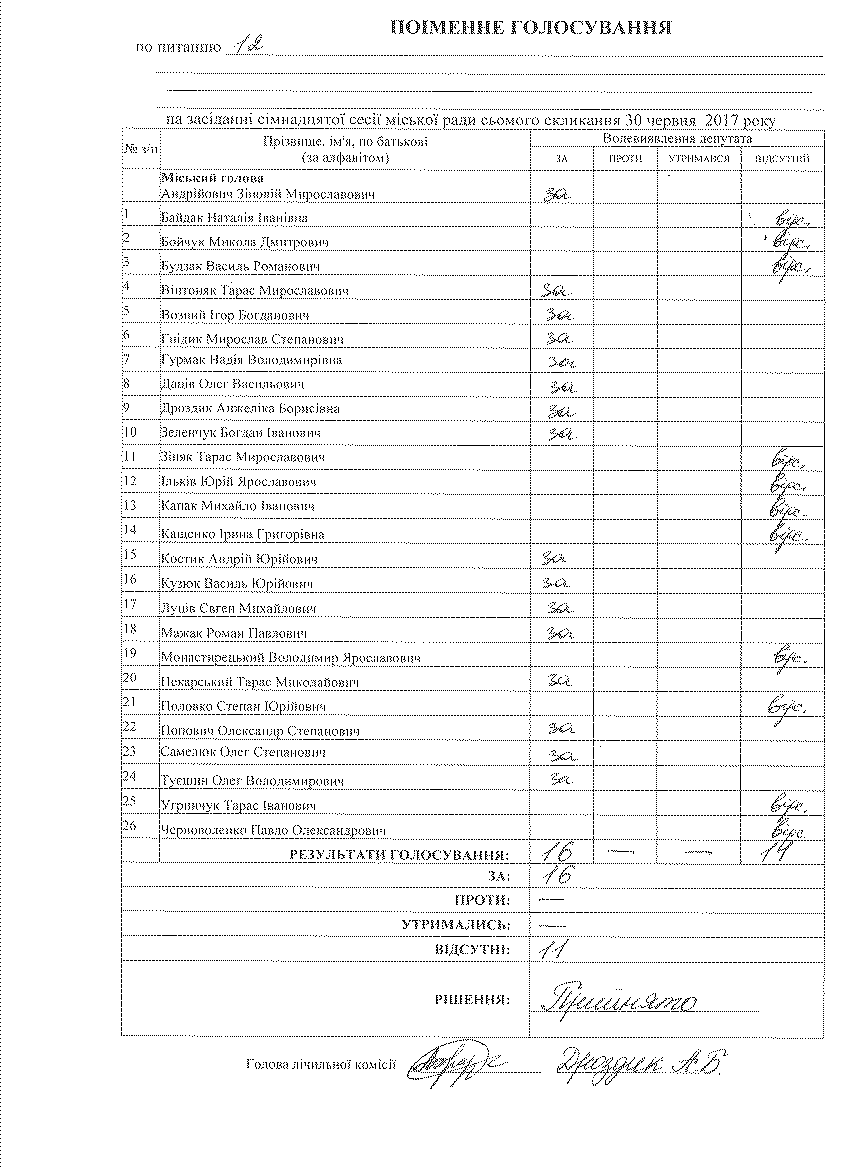 ПОІМЕННЕ ГОЛОСУВАННЯ
по питанню 12
на засіданні сімнадцятої сесії міської ради сьомого скликання 30 червня 2017 року
№ з/п Прізвище, ім'я, по батькові (за алфавітом) Волевиявлення депутата
ЗА ПРОТИ УТРИМАВСЯ ВІДСУТНІЙ
Міський голова
Андрійович Зіновій Мирославович за
1 Байдак Наталія Іванівна відс.
2 Бойчук Микола Дмитрович відс.
3 Будзак Василь Романович відс.
4 Вінтоняк Тарас Мирославович за
5 Возний Ігор Богданович за
6 Гнідик Мирослав Степанович за
7 Гурмак Надія Володимирівна за
8 Даців Олег Васильович за
9 Дроздик Анжеліка Борисівна за
10 Зеленчук Богдан Іванович за
11 Зіняк Тарас Мирославович відс.
12 Ільків Юрій Ярославович відс.
13 Капак Михайло Іванович відс.
14 Кащенко Ірина Григорівна відс.
15 Костик Андрій Юрійович за
16 Кузюк Василь Юрійович за
17 Луців Євген Михайлович за
18 Мажак Роман Павлович за
19 Монастирецький Володимир Ярославович відс.
20 Пекарський Тарас Миколайович за
21 Половко Степан Юрійович відс.
22 Попович Олександр Степанович за
23 Самелюк Олег Степанович за
24 Туєшин Олег Володимирович за
25 Угринчук Тарас Іванович відс.
26 Черноволенко Павло Олександрович відс.
РЕЗУЛЬТАТИ ГОЛОСУВАННЯ: 16 — — 11
ЗА: 16
ПРОТИ: —
УТРИМАЛИСЬ: —
ВІДСУТНІ: 11
РІШЕННЯ: Прийнято
Голова лічильної комісії Дроздик А.Б.